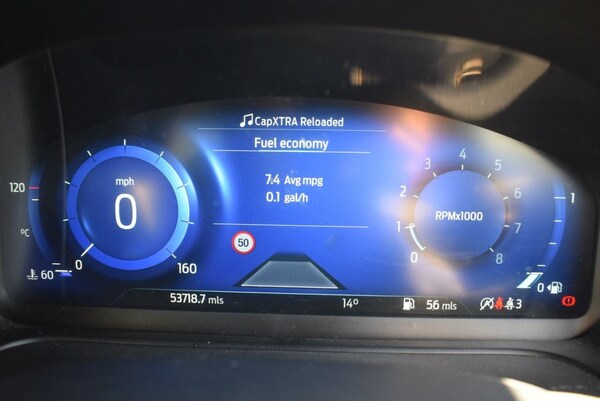 CapXTRA Reloaded
Fuel economy
7.4 Avg mpg
0.1 gal/h
mph
0
0
160
50
120
°C
60
RPMx1000
0
1
2
3
4
5
6
7
8
1
0
53718.7 mls
14°
56 mls
3